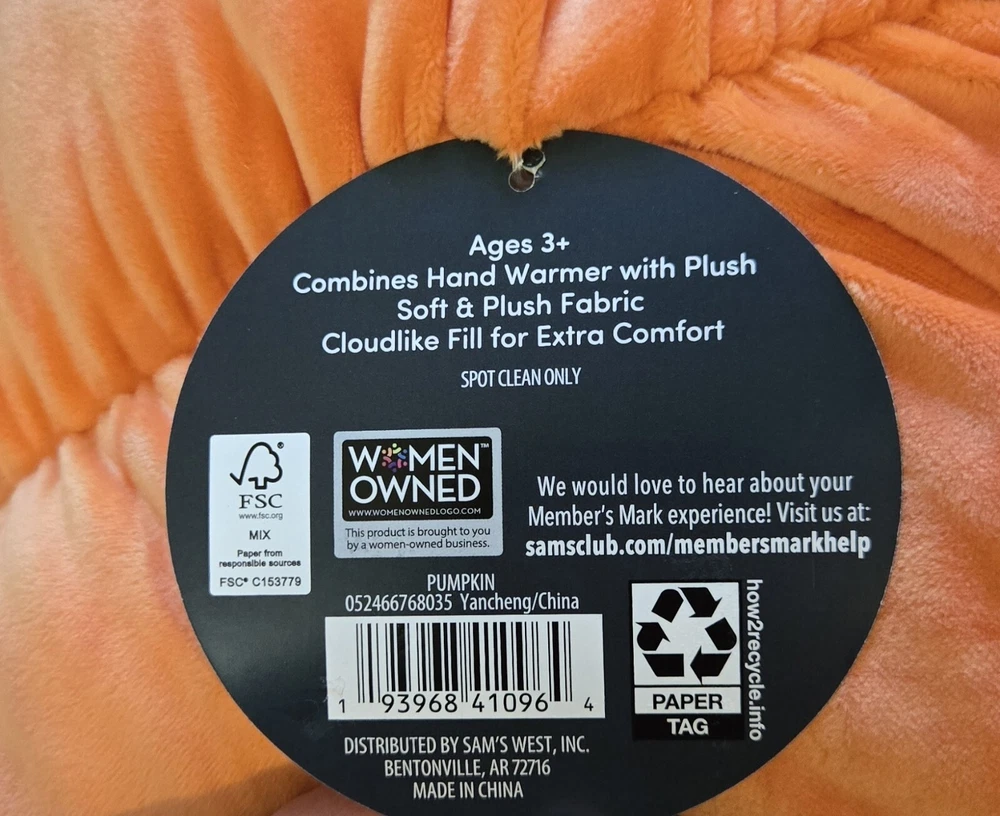 Ages 3+
Combines Hand Warmer with Plush
Soft & Plush Fabric
Cloudlike Fill for Extra Comfort
SPOT CLEAN ONLY
FSC®
www.fsc.org
MIX
Paper from
responsible sources
FSC® C153779
WOMEN™
OWNED
WWW.WOMENOWNEDLOGO.COM
This product is brought to you
by a women-owned business.
We would love to hear about your
Member's Mark experience! Visit us at:
samsclub.com/membersmarkhelp
PUMPKIN
052466768035 Yancheng/China
1 93968 41096 4
PAPER
TAG
how2recycle.info
DISTRIBUTED BY SAM'S WEST, INC.
BENTONVILLE, AR 72716
MADE IN CHINA